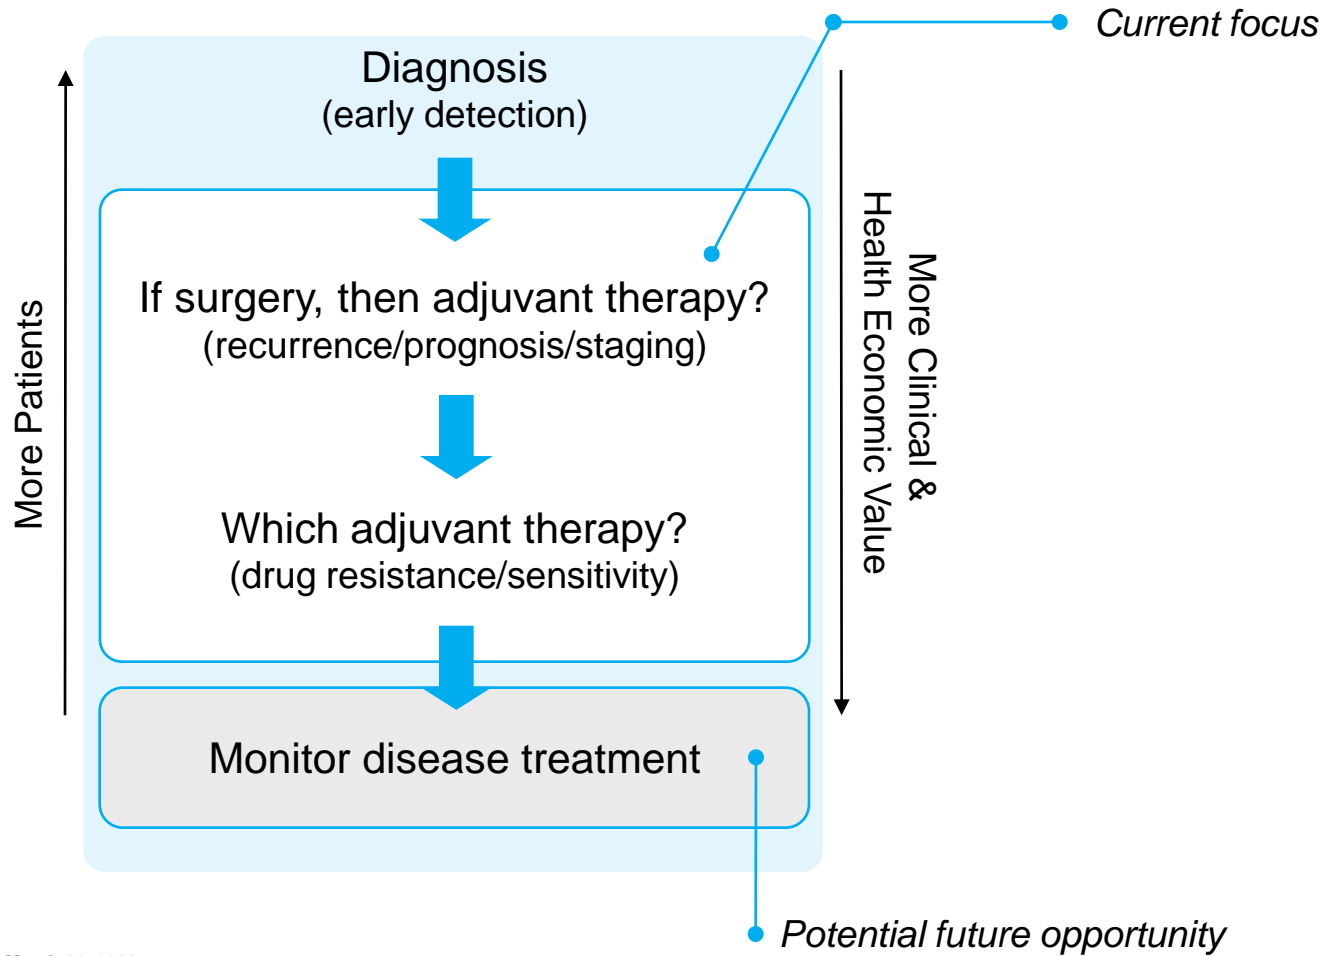 Current focus
Diagnosis
(early detection)
If surgery, then adjuvant therapy?
(recurrence/prognosis/staging)
Which adjuvant therapy?
(drug resistance/sensitivity)
Monitor disease treatment
More Patients
More Clinical &
Health Economic Value
Potential future opportunity